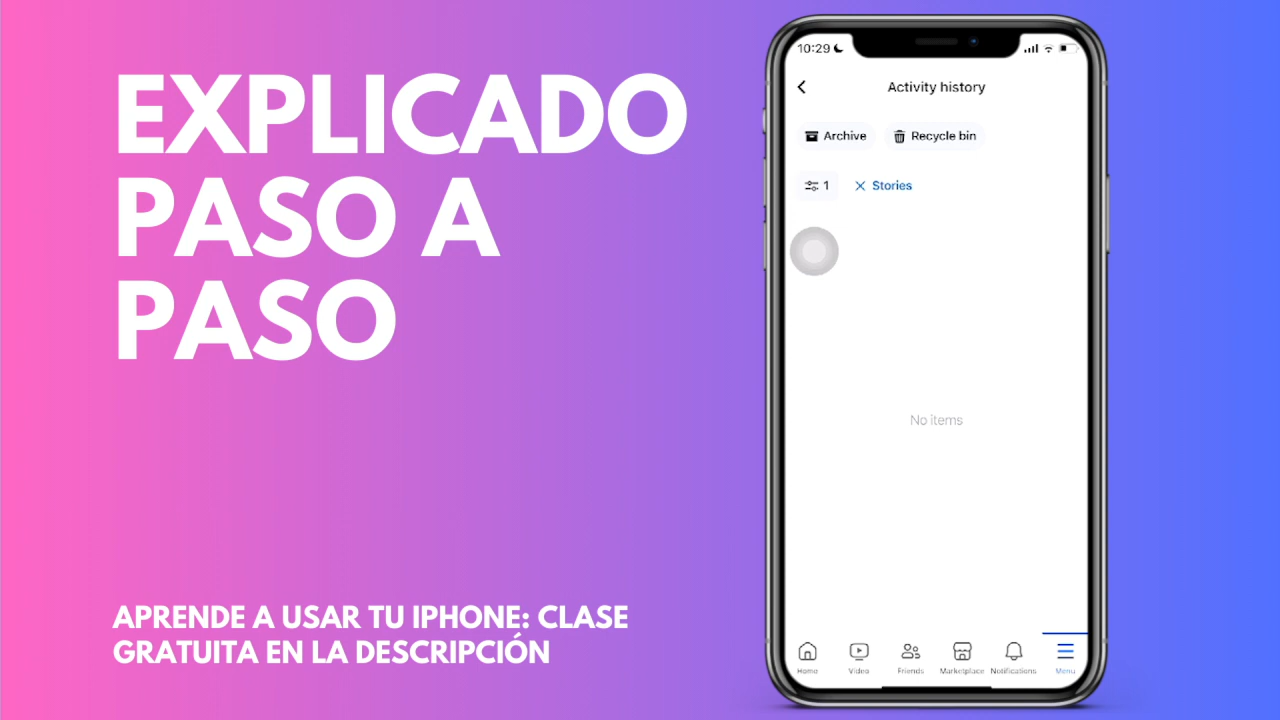 EXPLICADO
PASO A
PASO
APRENDE A USAR TU IPHONE: CLASE
GRATUITA EN LA DESCRIPCIÓN
10:29
Activity history
Archive
Recycle bin
1
Stories
No items
Home
Video
Friends
Marketplace
Notifications
Menu